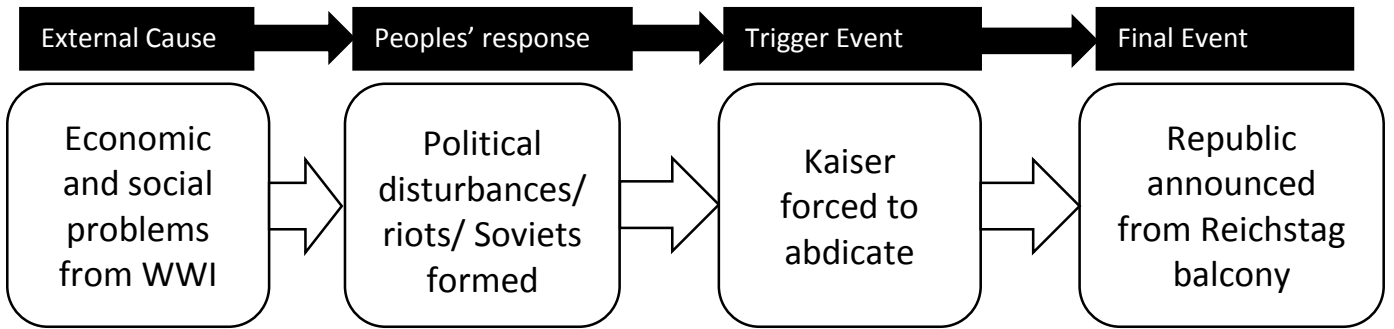 External Cause
Peoples’ response
Trigger Event
Final Event
Economic
and social
problems
from WWI
Political
disturbances/
riots/ Soviets
formed
Kaiser
forced to
abdicate
Republic
announced
from Reichstag
balcony